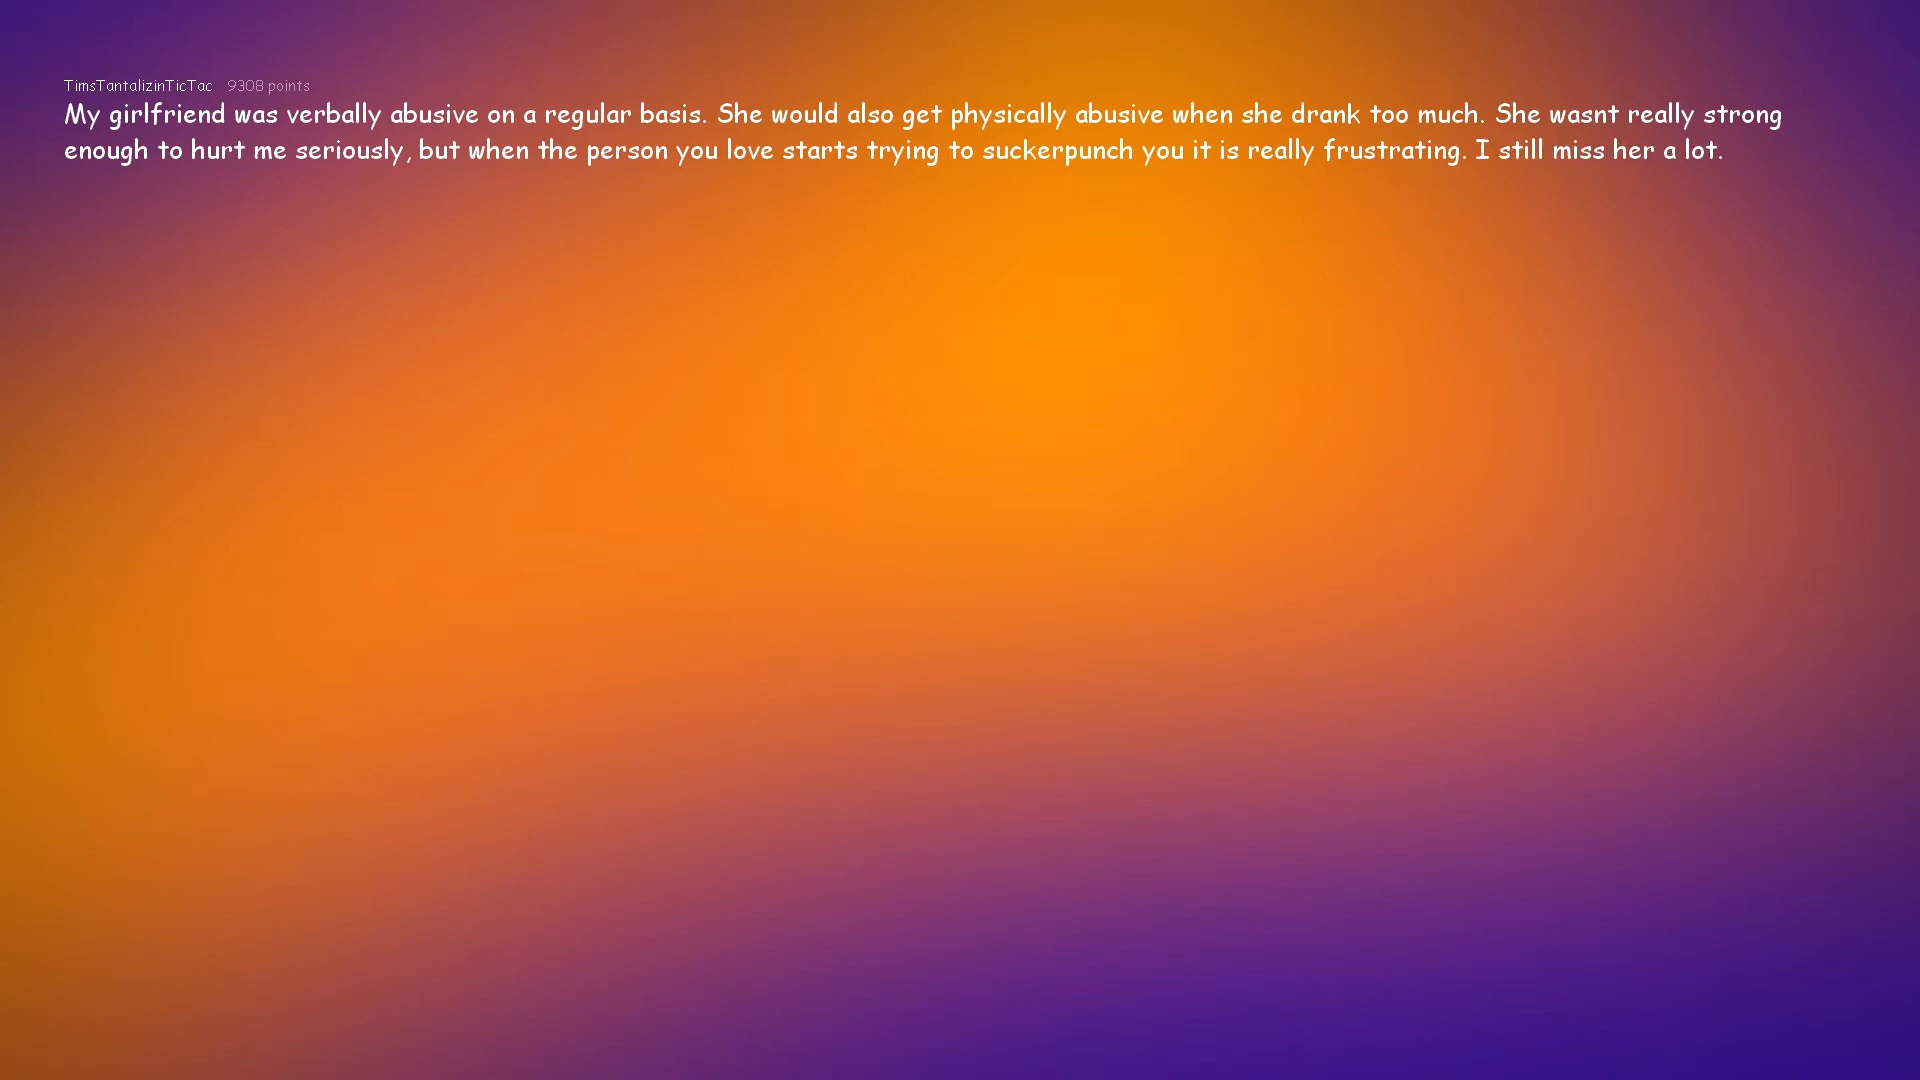 TimsTantalizinTicTac 9308 points
My girlfriend was verbally abusive on a regular basis. She would also get physically abusive when she drank too much. She wasnt really strong
enough to hurt me seriously, but when the person you love starts trying to suckerpunch you it is really frustrating. I still miss her a lot.